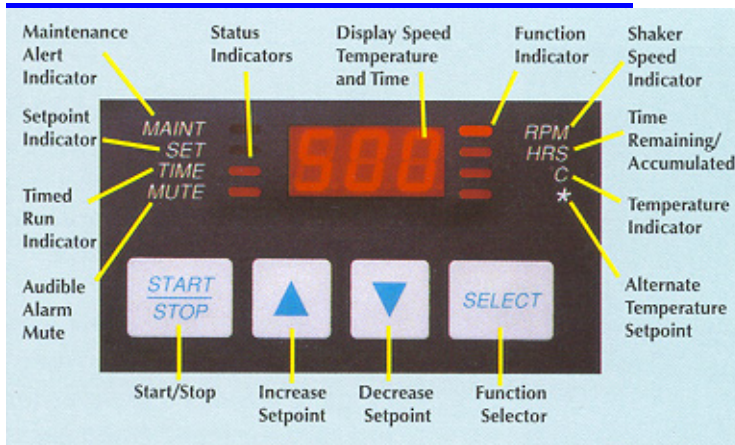 Maintenance
Alert
Indicator
Status
Indicators
Display Speed
Temperature
and Time
Function
Indicator
Shaker
Speed
Indicator
Setpoint
Indicator
Time
Remaining/
Accumulated
Timed
Run
Indicator
Temperature
Indicator
Audible
Alarm
Mute
Alternate
Temperature
Setpoint
MAINT
SET
TIME
MUTE
500
RPM
HRS
C
*
START
STOP
SELECT
Start/Stop
Increase
Setpoint
Decrease
Setpoint
Function
Selector